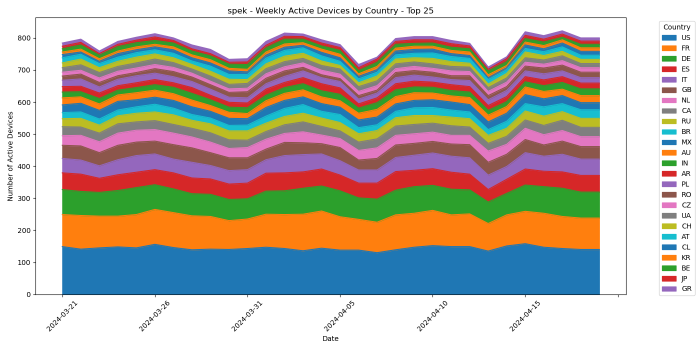 spek - Weekly Active Devices by Country - Top 25
Number of Active Devices
800
700
600
500
400
300
200
100
0
2024-03-21
2024-03-26
2024-03-31
2024-04-05
2024-04-10
2024-04-15
Date
Country
US
FR
DE
ES
IT
GB
NL
CA
RU
BR
MX
AU
IN
AR
PL
RO
CZ
UA
CH
AT
CL
KR
BE
JP
GR